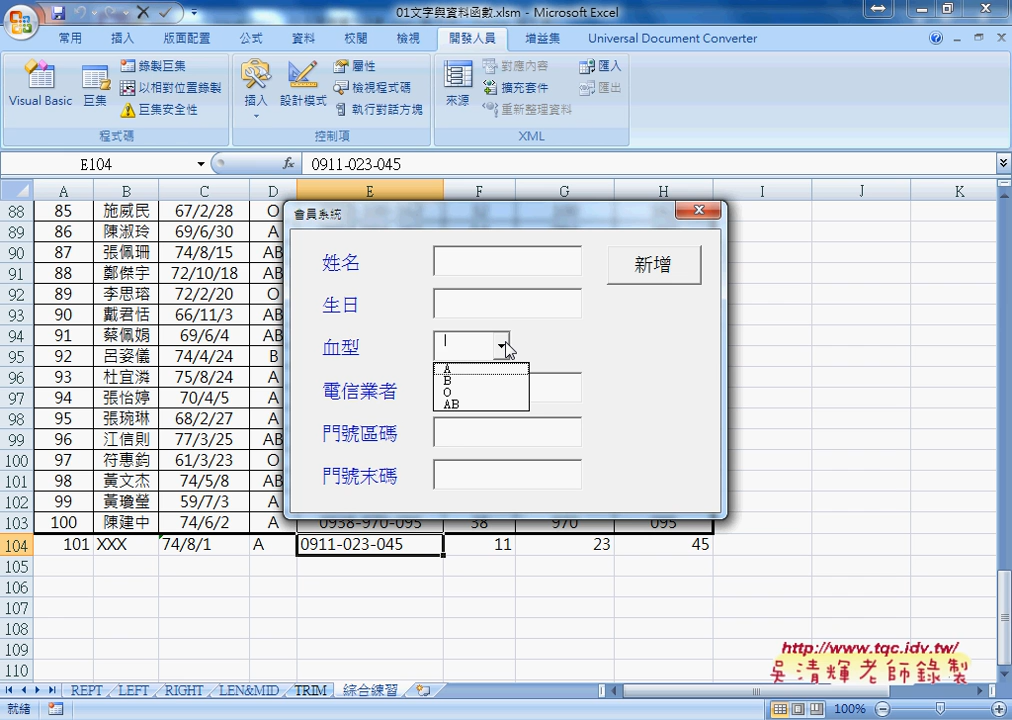 01文字與資料函數.xlsm - Microsoft Excel
常用 插入 版面配置 公式 資料 校閱 檢視 開發人員 增益集 Universal Document Converter
Visual Basic 巨集 錄製巨集 以相對位置錄製 巨集安全性 插入 設計模式 屬性 檢視程式碼 執行對話方塊 來源 對應內容 擴充套件 重新整理資料 匯入 匯出
程式碼 控制項 XML
E104 fx 0911-023-045
A B C D E F G H I J K
88 85 施威民 67/2/28 O
89 86 陳淑玲 69/6/30 A
90 87 張佩珊 74/8/15 AB
91 88 鄭傑宇 72/10/18 AB
92 89 李思瑢 72/2/20 O
93 90 戴君恬 66/11/3 AB
94 91 蔡佩娟 69/6/4 AB
95 92 呂姿儀 74/4/24 B
96 93 杜宜潾 75/8/24 A
97 94 張怡婷 70/4/5 A
98 95 張琬琳 68/2/27 A
99 96 江信則 77/3/25 AB
100 97 符惠鈞 61/3/23 O
101 98 黃文杰 74/5/8 AB
102 99 黃瓊瑩 59/7/3 A
103 100 陳建中 74/6/2 A 0938-970-095 38 970 095
104 101 XXX 74/8/1 A 0911-023-045 11 23 45
105
106
107
108
109
110
會員系統
姓名 新增
生日
血型
A
B
O
AB
電信業者
門號區碼
門號末碼
http://www.tqc.idv.tw/
吳清輝老師錄製
REPT LEFT RIGHT LEN&MID TRIM 綜合練習
就緒 100%